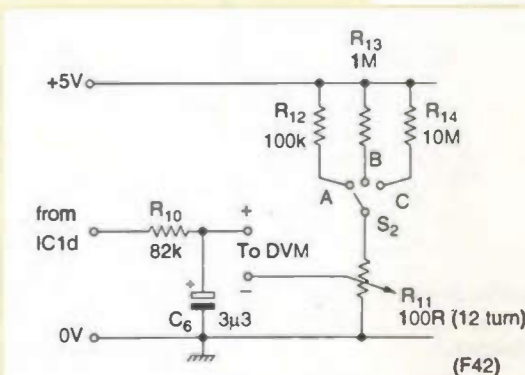 R13
1M
+5V
R12
100k
R14
10M
B
A
C
S2
from
IC1d
R10
82k
+
To DVM
−
R11
100R (12 turn)
+
C6
3μ3
0V
(F42)